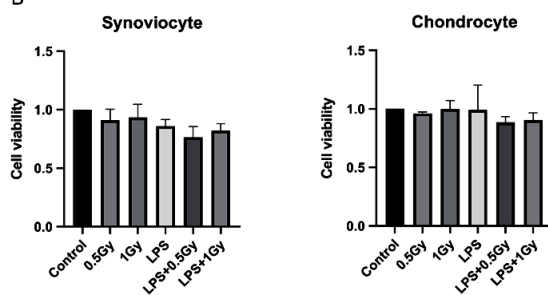 Synoviocyte
Cell viability
1.5
1.0
0.5
0.0
Control
0.5Gy
1Gy
LPS
LPS+0.5Gy
LPS+1Gy
Chondrocyte
Cell viability
1.5
1.0
0.5
0.0
Control
0.5Gy
1Gy
LPS
LPS+0.5Gy
LPS+1Gy